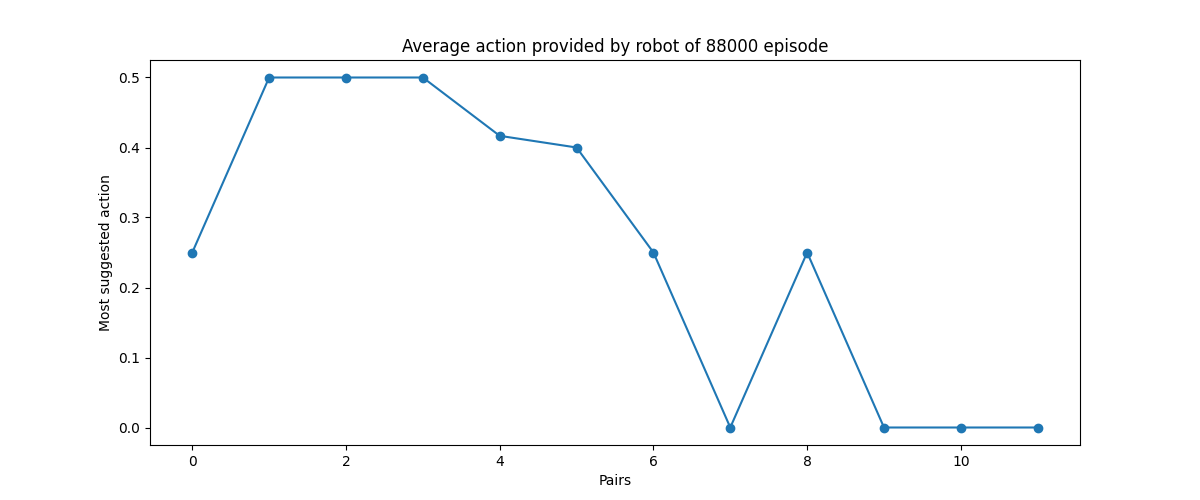 Average action provided by robot of 88000 episode
0.5
0.4
0.3
0.2
0.1
0.0
Most suggested action
0 2 4 6 8 10
Pairs